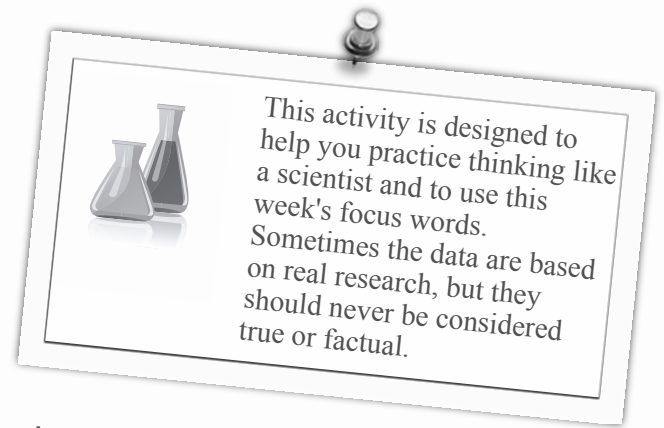 This activity is designed to
help you practice thinking like
a scientist and to use this
week's focus words.
Sometimes the data are based
on real research, but they
should never be considered
true or factual.